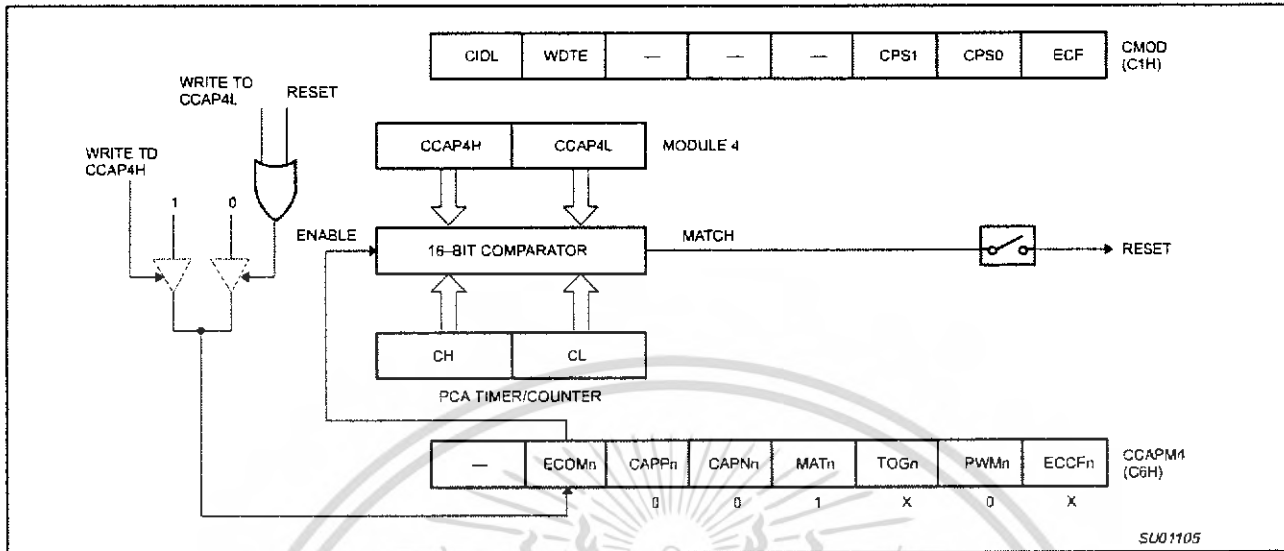 CIDL WDTE — — — CPS1 CPS0 ECF CMOD
(C1H)
WRITE TO
CCAP4L RESET
WRITE TD
CCAP4H
CCAP4H CCAP4L MODULE 4
1 0
ENABLE 16–BIT COMPARATOR MATCH RESET
CH CL
PCA TIMER/COUNTER
— ECOMn CAPPn CAPNn MATn TOGn PWMn ECCFn CCAPM4
(C6H)
0 0 1 X 0 X
SU01105